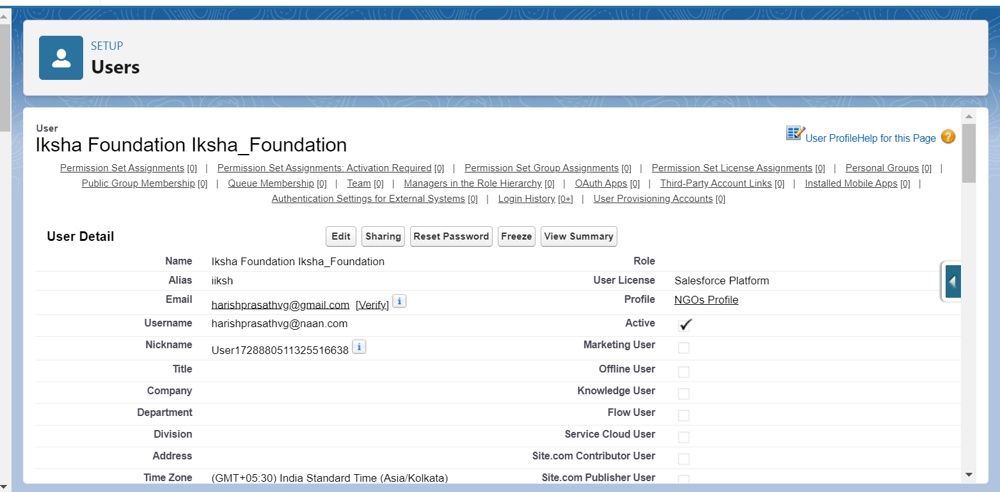 SETUP
Users
User
Iksha Foundation Iksha_Foundation
User Profile Help for this Page ?
Permission Set Assignments [0] | Permission Set Assignments: Activation Required [0] | Permission Set Group Assignments [0] | Permission Set License Assignments [0] | Personal Groups [0] |
Public Group Membership [0] | Queue Membership [0] | Team [0] | Managers in the Role Hierarchy [0] | OAuth Apps [0] | Third-Party Account Links [0] | Installed Mobile Apps [0] |
Authentication Settings for External Systems [0] | Login History [0+] | User Provisioning Accounts [0]
User Detail Edit Sharing Reset Password Freeze View Summary
Name Iksha Foundation Iksha_Foundation Role
Alias iiksh User License Salesforce Platform
Email harishprasathvg@gmail.com [Verify] i Profile NGOs Profile
Username harishprasathvg@naan.com Active ✓
Nickname User1728880511325516638 i Marketing User
Title Offline User
Company Knowledge User
Department Flow User
Division Service Cloud User
Address Site.com Contributor User
Time Zone (GMT+05:30) India Standard Time (Asia/Kolkata) Site.com Publisher User